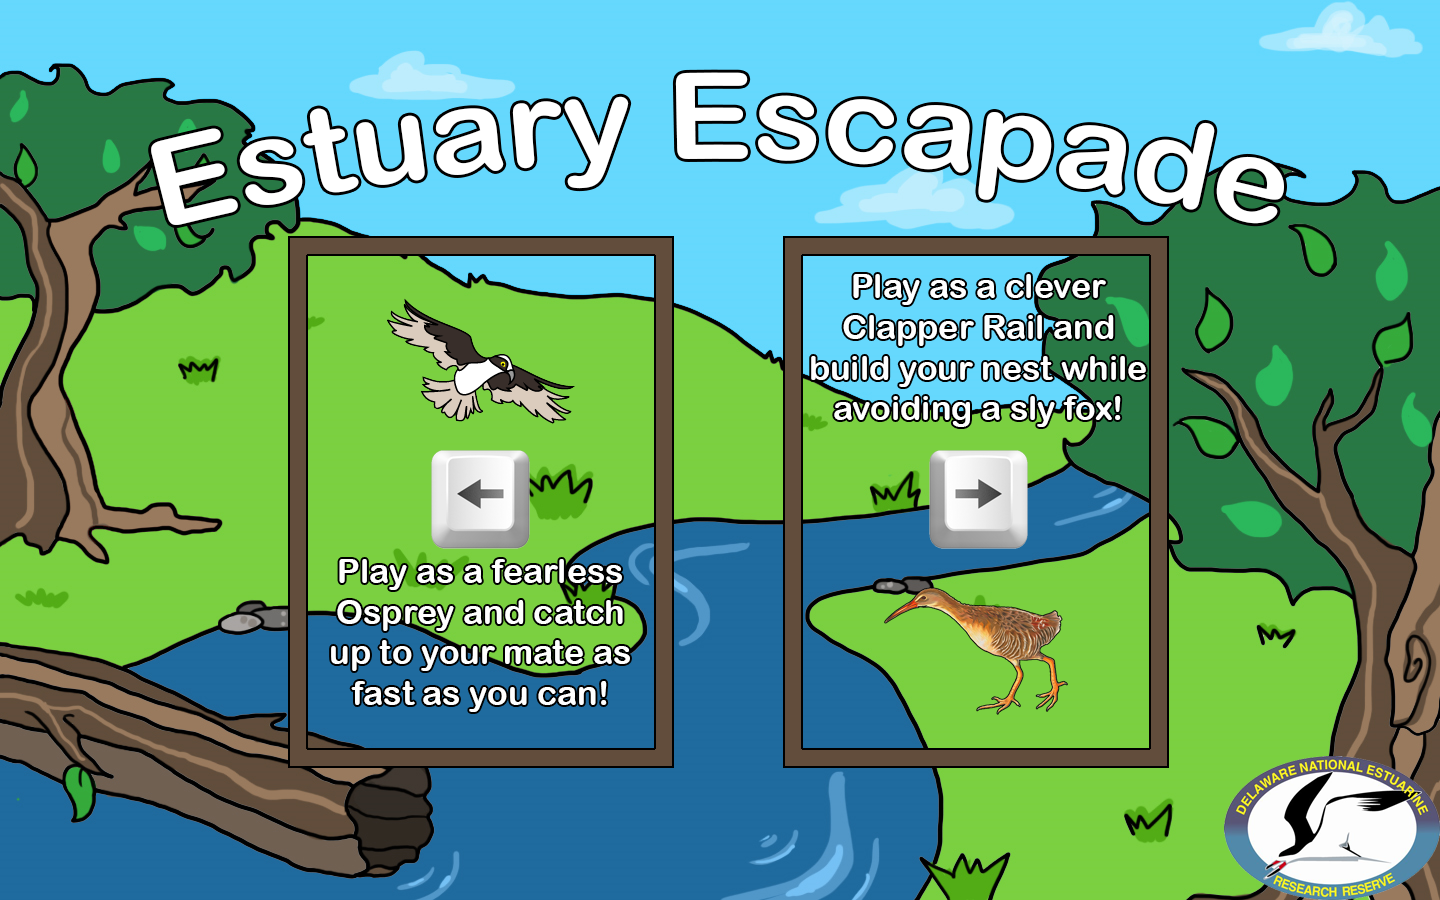 Estuary Escapade
Play as a fearless
Osprey and catch
up to your mate as
fast as you can!
Play as a clever
Clapper Rail and
build your nest while
avoiding a sly fox!
DELAWARE NATIONAL ESTUARINE
RESEARCH RESERVE